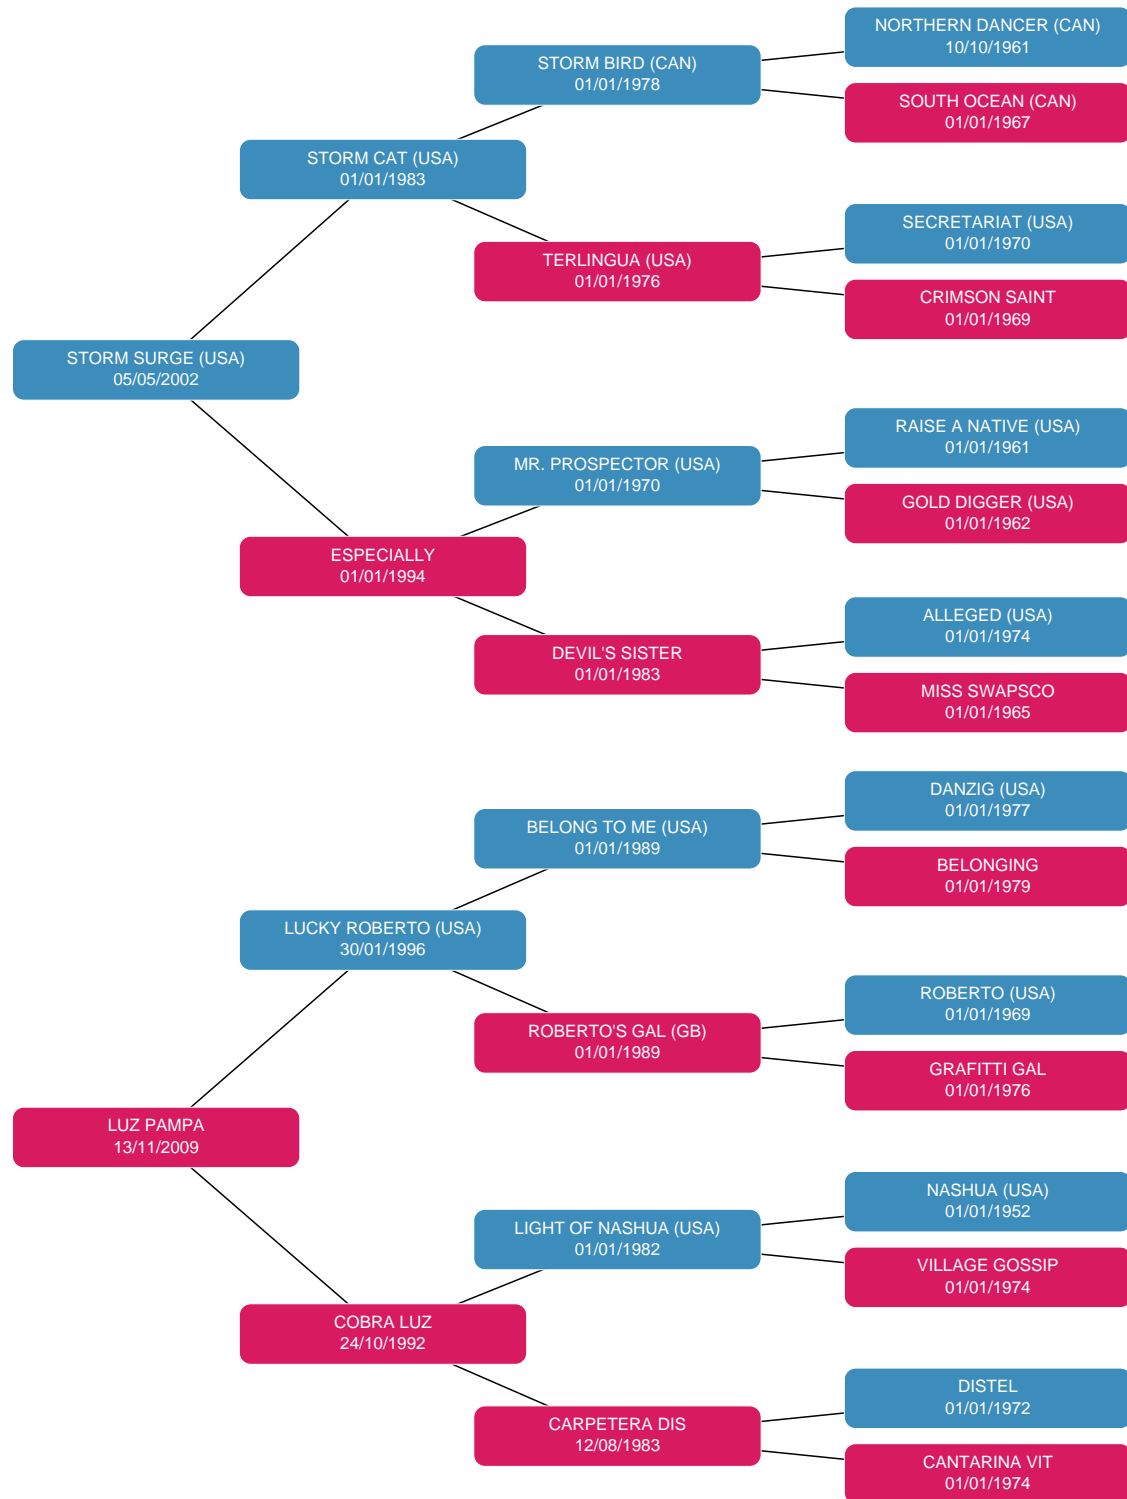 NORTHERN DANCER (CAN)
10/10/1961
STORM BIRD (CAN)
01/01/1978
SOUTH OCEAN (CAN)
01/01/1967
STORM CAT (USA)
01/01/1983
SECRETARIAT (USA)
01/01/1970
TERLINGUA (USA)
01/01/1976
CRIMSON SAINT
01/01/1969
STORM SURGE (USA)
05/05/2002
RAISE A NATIVE (USA)
01/01/1961
MR. PROSPECTOR (USA)
01/01/1970
GOLD DIGGER (USA)
01/01/1962
ESPECIALLY
01/01/1994
ALLEGED (USA)
01/01/1974
DEVIL'S SISTER
01/01/1983
MISS SWAPSCO
01/01/1965
DANZIG (USA)
01/01/1977
BELONG TO ME (USA)
01/01/1989
BELONGING
01/01/1979
LUCKY ROBERTO (USA)
30/01/1996
ROBERTO (USA)
01/01/1969
ROBERTO'S GAL (GB)
01/01/1989
GRAFITTI GAL
01/01/1976
LUZ PAMPA
13/11/2009
NASHUA (USA)
01/01/1952
LIGHT OF NASHUA (USA)
01/01/1982
VILLAGE GOSSIP
01/01/1974
COBRA LUZ
24/10/1992
DISTEL
01/01/1972
CARPETERA DIS
12/08/1983
CANTARINA VIT
01/01/1974